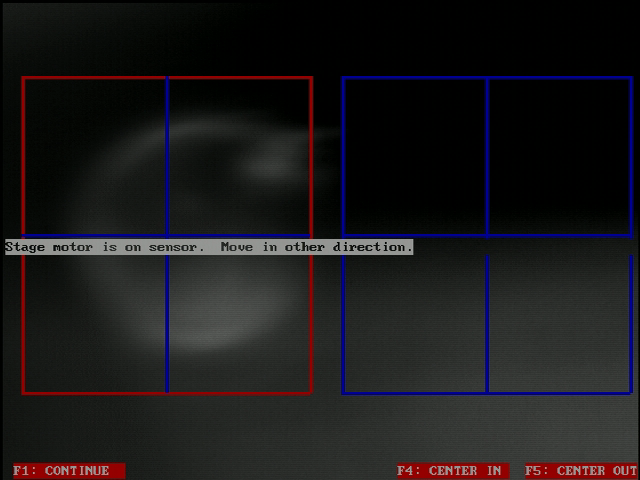 Stage motor is on sensor.  Move in other direction.
F1: CONTINUE
F4: CENTER IN
F5: CENTER OUT